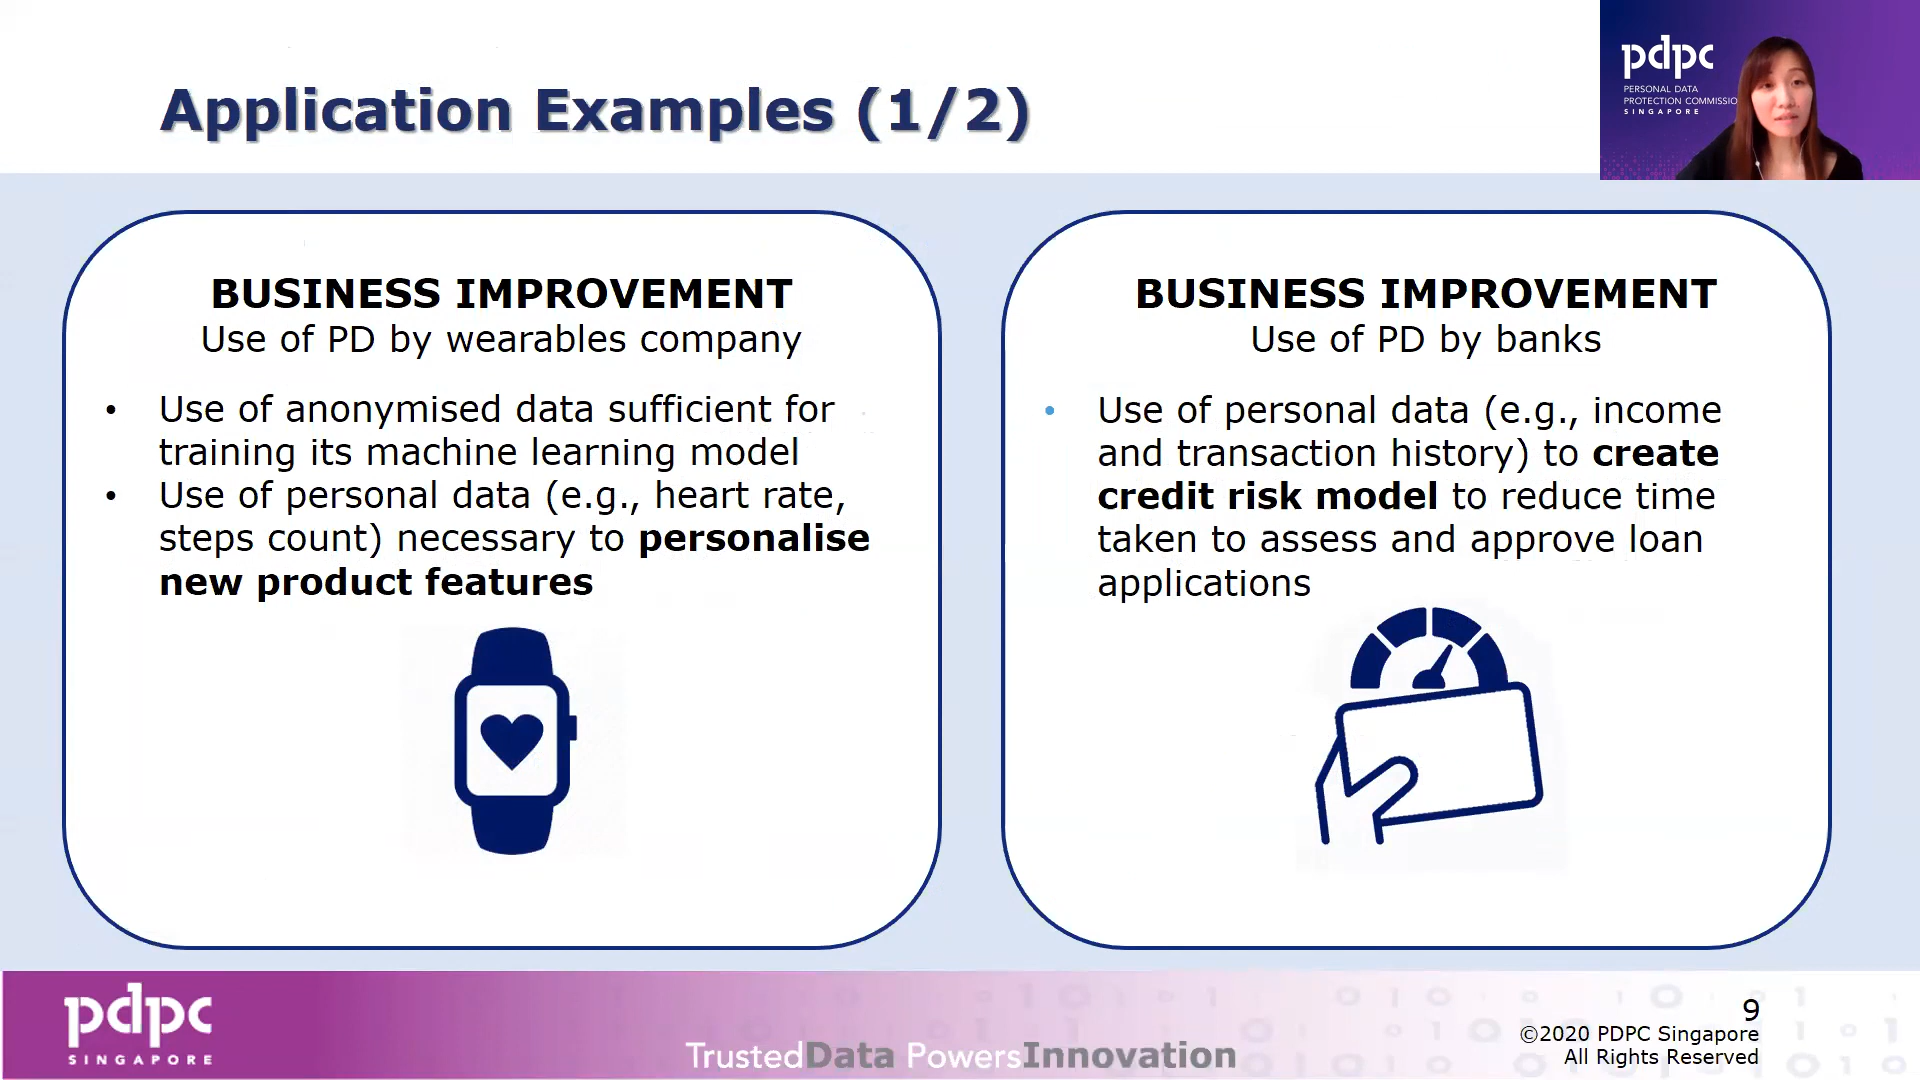 Application Examples (1/2)
pdpc
PERSONAL DATA
PROTECTION COMMISSIO
SINGAPORE
BUSINESS IMPROVEMENT
Use of PD by wearables company
• Use of anonymised data sufficient for
training its machine learning model
• Use of personal data (e.g., heart rate,
steps count) necessary to personalise
new product features
BUSINESS IMPROVEMENT
Use of PD by banks
• Use of personal data (e.g., income
and transaction history) to create
credit risk model to reduce time
taken to assess and approve loan
applications
pdpc
SINGAPORE
TrustedData PowersInnovation
9
©2020 PDPC Singapore
All Rights Reserved